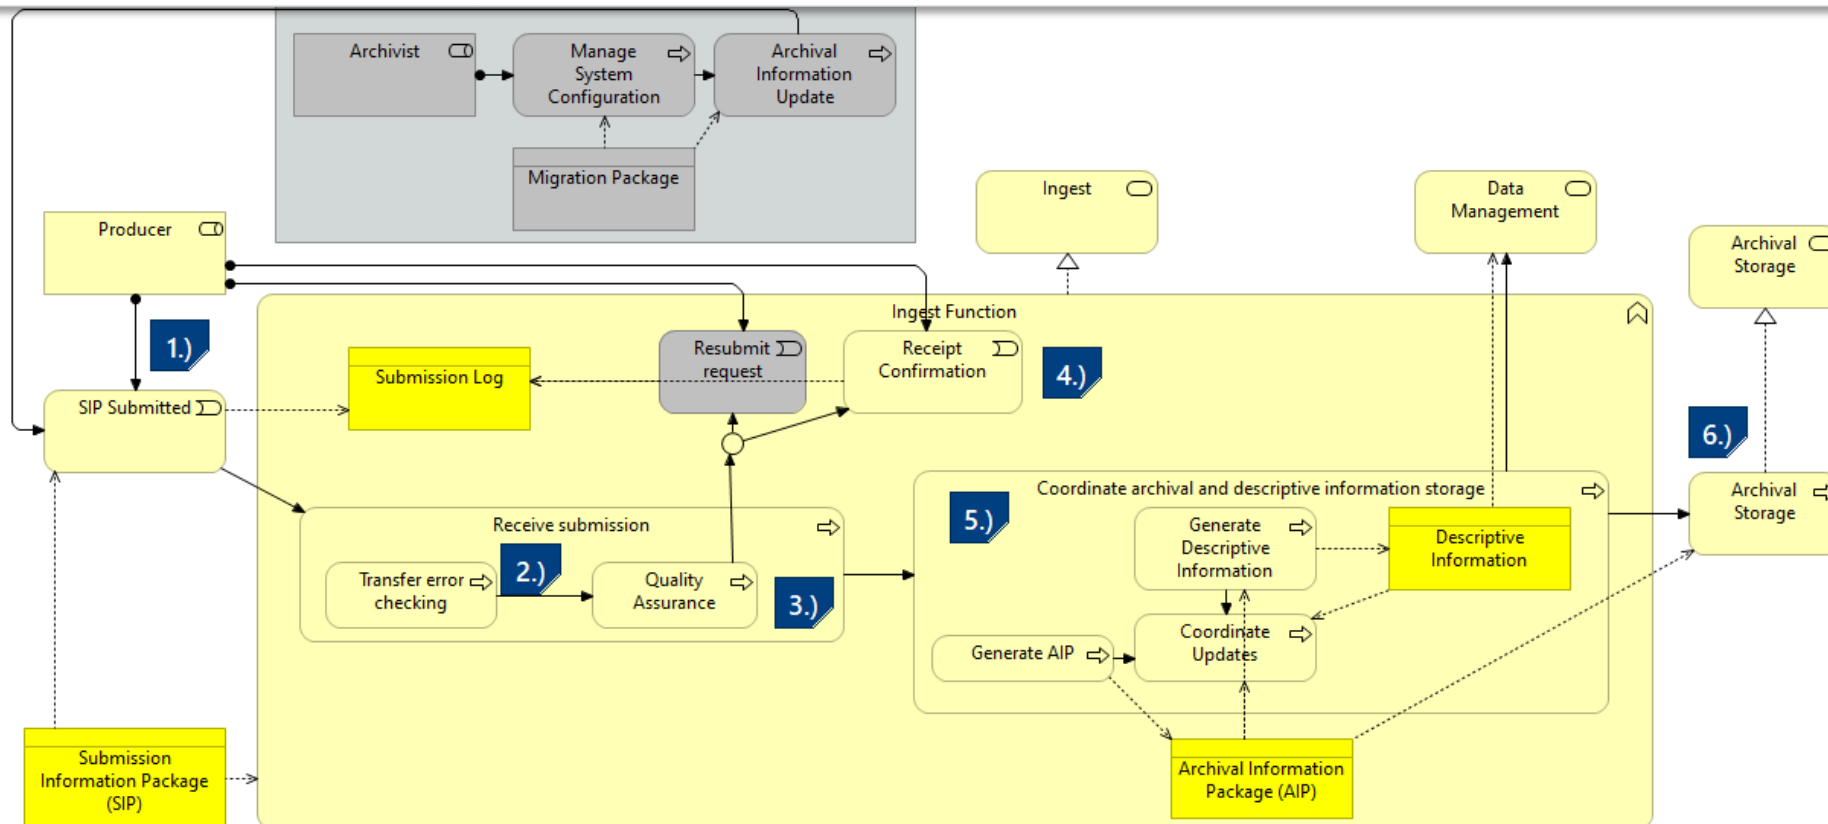 Archivist
Manage
System
Configuration
Archival
Information
Update
Migration Package
Producer
Ingest
Data
Management
Archival
Storage
1.)
Ingest Function
Submission Log
Resubmit
request
Receipt
Confirmation
4.)
SIP Submitted
6.)
Receive submission
Transfer error
checking
2.)
Quality
Assurance
3.)
Coordinate archival and descriptive information storage
5.)
Generate
Descriptive
Information
Descriptive
Information
Archival
Storage
Generate AIP
Coordinate
Updates
Submission
Information Package
(SIP)
Archival Information
Package (AIP)